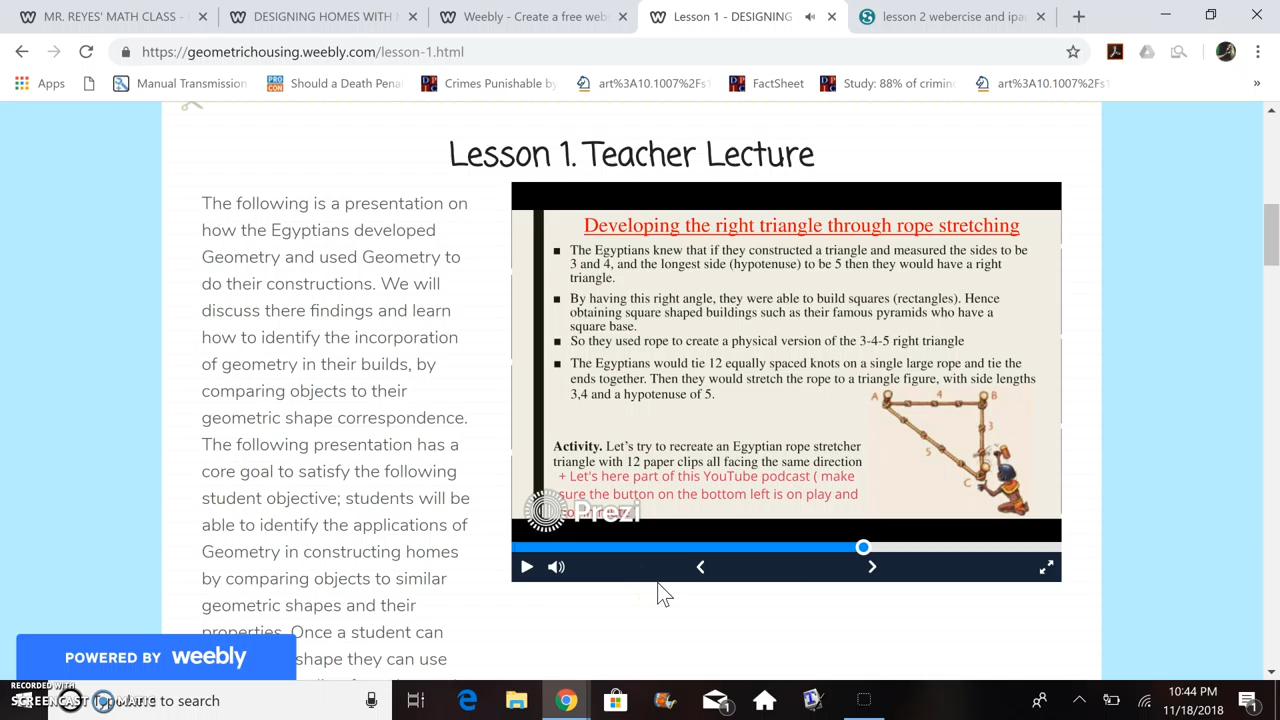 MR. REYES' MATH CLASS -
DESIGNING HOMES WITH
Weebly - Create a free web
Lesson 1 - DESIGNING
lesson 2 webercise and ipa
https://geometrichousing.weebly.com/lesson-1.html
Apps
Manual Transmission
Should a Death Pena
Crimes Punishable by
art%3A10.1007%2Fs1
FactSheet
Study: 88% of crimin
art%3A10.1007%2Fs1
Lesson 1. Teacher Lecture
The following is a presentation on
how the Egyptians developed
Geometry and used Geometry to
do their constructions. We will
discuss there findings and learn
how to identify the incorporation
of geometry in their builds, by
comparing objects to their
geometric shape correspondence.
The following presentation has a
core goal to satisfy the following
student objective; students will be
able to identify the applications of
Geometry in constructing homes
by comparing objects to similar
geometric shapes and their
properties. Once a student can
shape they can use
Developing the right triangle through rope stretching
The Egyptians knew that if they constructed a triangle and measured the sides to be
3 and 4, and the longest side (hypotenuse) to be 5 then they would have a right
triangle.
By having this right angle, they were able to build squares (rectangles). Hence
obtaining square shaped buildings such as their famous pyramids who have a
square base.
So they used rope to create a physical version of the 3-4-5 right triangle
The Egyptians would tie 12 equally spaced knots on a single large rope and tie the
ends together. Then they would stretch the rope to a triangle figure, with side lengths
3,4 and a hypotenuse of 5.
A 4 B
3
5
C
Activity. Let's try to recreate an Egyptian rope stretcher
triangle with 12 paper clips all facing the same direction
+ Let's here part of this YouTube podcast ( make
sure the button on the bottom left is on play and
Prezi
POWERED BY weebly
RECORDED WITH
SCREENCAST-O-MATIC
to search
10:44 PM
11/18/2018